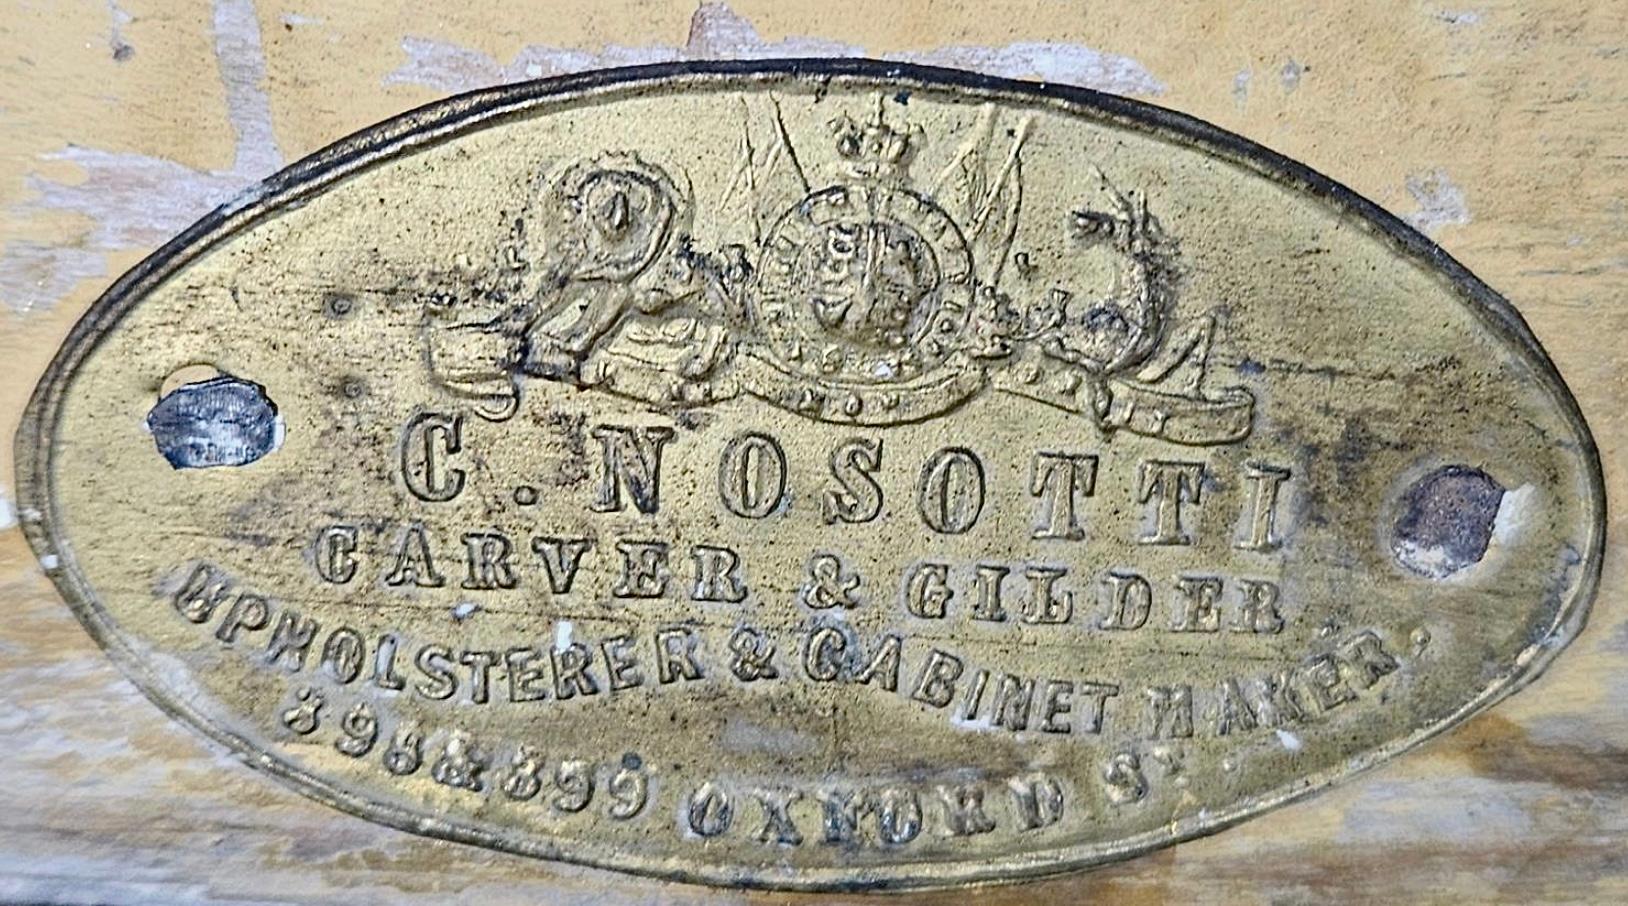 C. NOSOTTI
CARVER & GILDER
UPHOLSTERER & CABINET MAKER.
398 & 399 OXFORD ST.